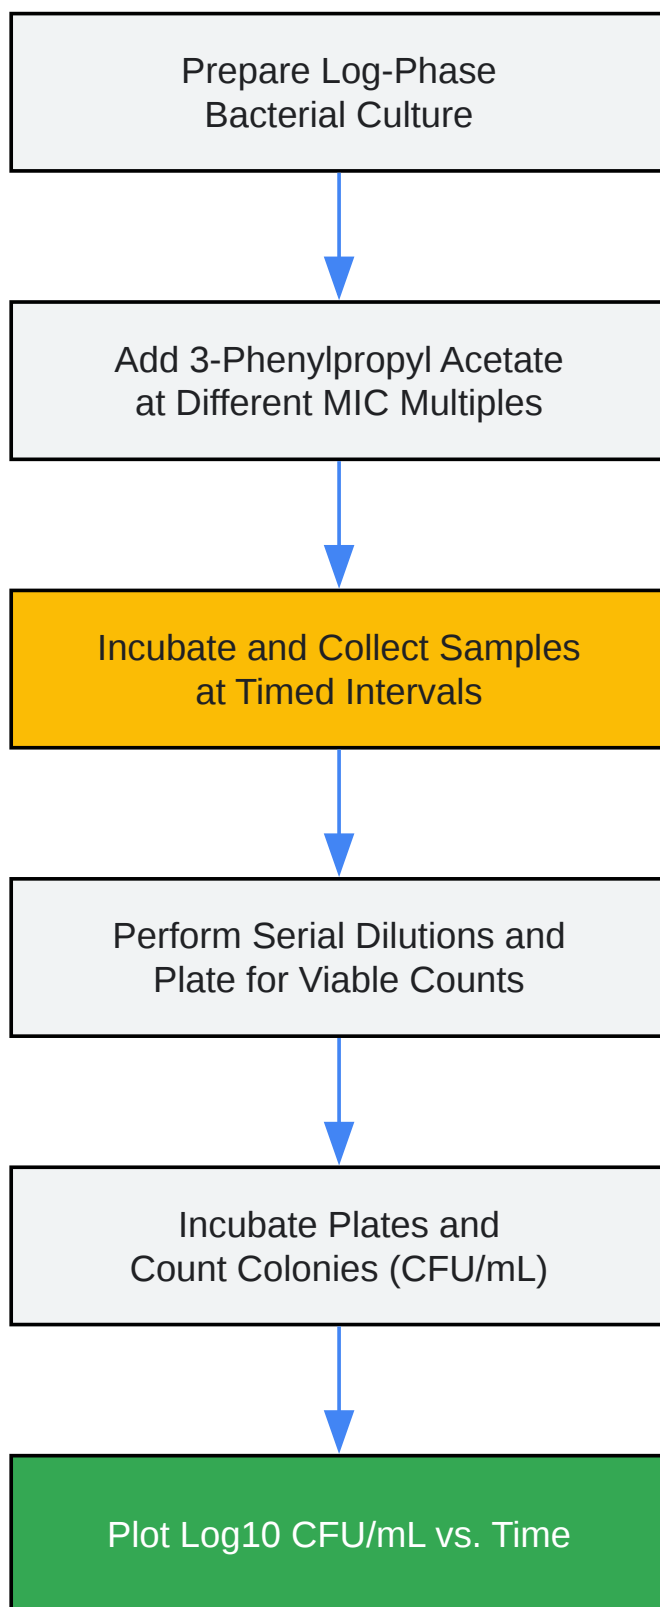 Prepare Log-Phase
Bacterial Culture
Add 3-Phenylpropyl Acetate
at Different MIC Multiples
Incubate and Collect Samples
at Timed Intervals
Perform Serial Dilutions and
Plate for Viable Counts
Incubate Plates and
Count Colonies (CFU/mL)
Plot Log10 CFU/mL vs. Time